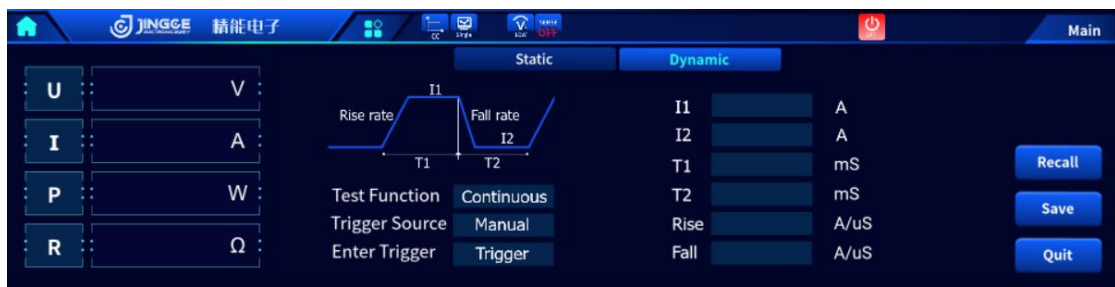 JINGCE 精能电子
CC
Single
LOW
SENSE
OFF
Main
Static
Dynamic
U
V
I
A
P
W
R
Ω
I1
Rise rate
Fall rate
I2
T1
T2
Test Function Continuous
Trigger Source Manual
Enter Trigger Trigger
I1 A
I2 A
T1 mS
T2 mS
Rise A/uS
Fall A/uS
Recall
Save
Quit